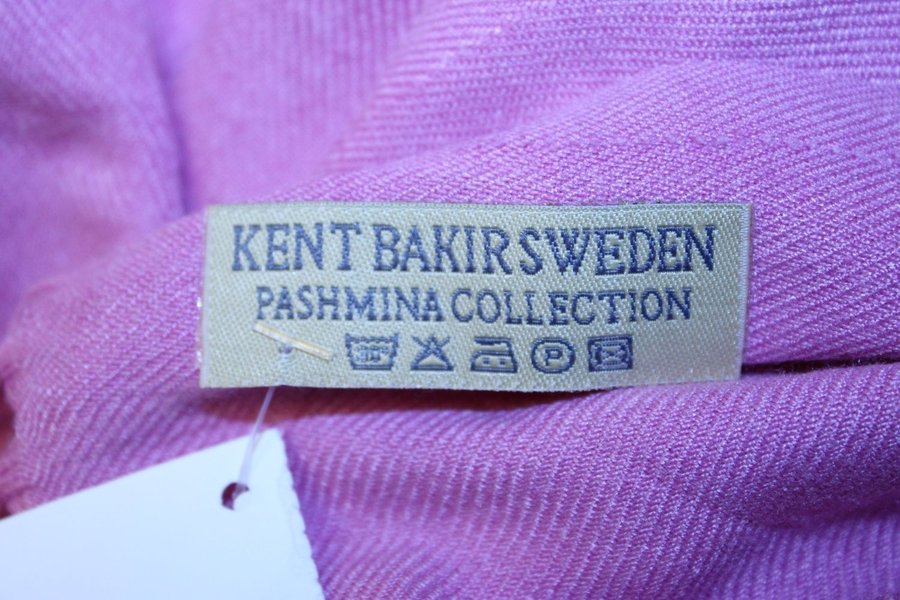 KENT BAKIR SWEDEN
PASHMINA COLLECTION
P